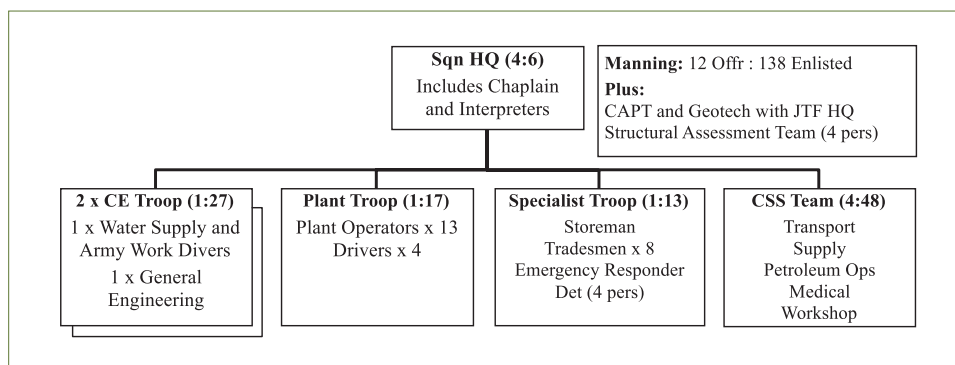 Sqn HQ (4:6)
Includes Chaplain
and Interpreters
Manning: 12 Offr : 138 Enlisted
Plus:
CAPT and Geotech with JTF HQ
Structural Assessment Team (4 pers)
2 x CE Troop (1:27)
1 x Water Supply and
Army Work Divers
1 x General
Engineering
Plant Troop (1:17)
Plant Operators x 13
Drivers x 4
Specialist Troop (1:13)
Storeman
Tradesmen x 8
Emergency Responder
Det (4 pers)
CSS Team (4:48)
Transport
Supply
Petroleum Ops
Medical
Workshop